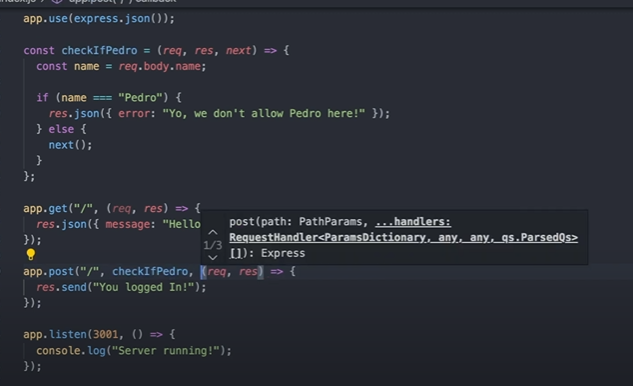 app.post("/") callback
app.use(express.json());
const checkIfPedro = (req, res, next) => {
const name = req.body.name;
if (name === "Pedro") {
res.json({ error: "Yo, we don't allow Pedro here!" });
} else {
next();
}
};
app.get("/", (req, res) => {
res.json({ message: "Hello
});
post(path: PathParams, ...handlers:
1/3 RequestHandler<ParamsDictionary, any, any, qs.ParsedQs>
[]): Express
app.post("/", checkIfPedro, (req, res) => {
res.send("You logged In!");
});
app.listen(3001, () => {
console.log("Server running!");
});